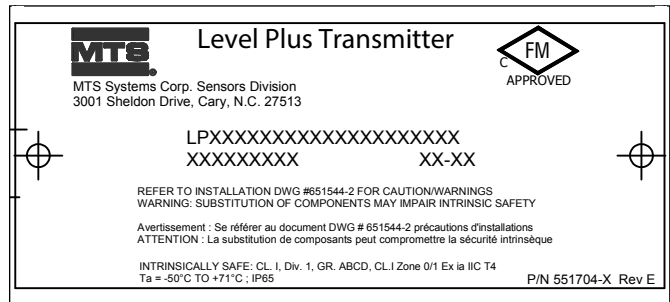 MTS
Level Plus Transmitter
C FM
APPROVED
MTS Systems Corp. Sensors Division
3001 Sheldon Drive, Cary, N.C. 27513
LPXXXXXXXXXXXXXXXXXXXX
XXXXXXXXX XX-XX
REFER TO INSTALLATION DWG #651544-2 FOR CAUTION/WARNINGS
WARNING: SUBSTITUTION OF COMPONENTS MAY IMPAIR INTRINSIC SAFETY
Avertissement : Se référer au document DWG # 651544-2 précautions d'installations
ATTENTION : La substitution de composants peut compromettre la sécurité intrinsèque
INTRINSICALLY SAFE: CL. I, Div. 1, GR. ABCD, CL.I Zone 0/1 Ex ia IIC T4
Ta = -50°C TO +71°C ; IP65
P/N 551704-X Rev E